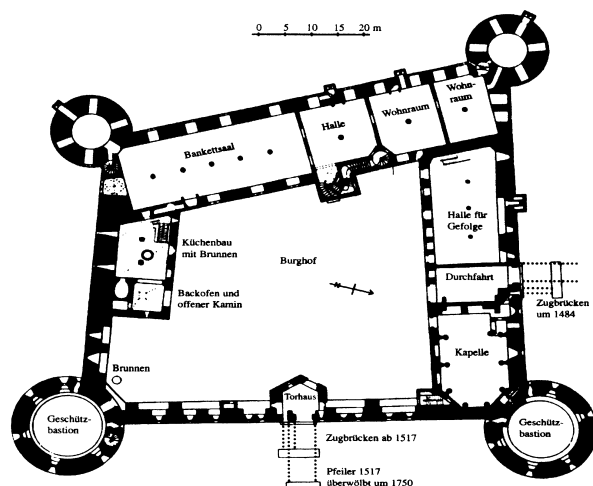 0 5 10 15 20 m
Wohn-
raum
Wohnraum
Halle
Bankettsaal
Halle für
Gefolge
Küchenbau
mit Brunnen
Burghof
Durchfahrt
Zugbrücken
um 1484
Backofen und
offener Kamin
Kapelle
Brunnen
Torhaus
Geschütz-
bastion
Geschütz-
bastion
Zugbrücken ab 1517
Pfeiler 1517
überwölbt um 1750